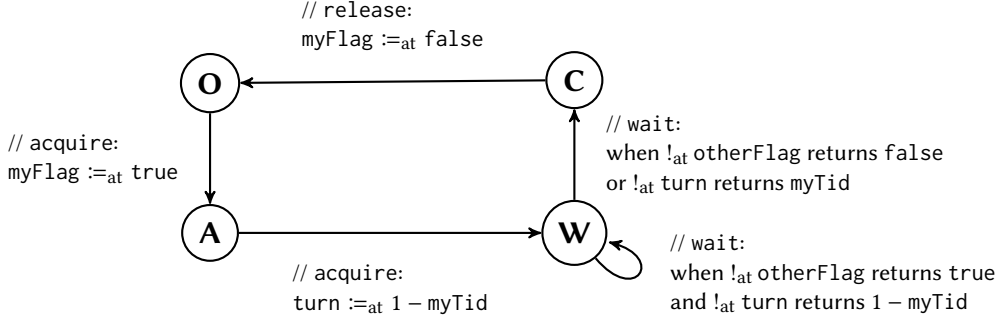 // release:
myFlag :=at false
O
C
// acquire:
myFlag :=at true
// wait:
when !at otherFlag returns false
or !at turn returns myTid
A
W
// acquire:
turn :=at 1 − myTid
// wait:
when !at otherFlag returns true
and !at turn returns 1 − myTid